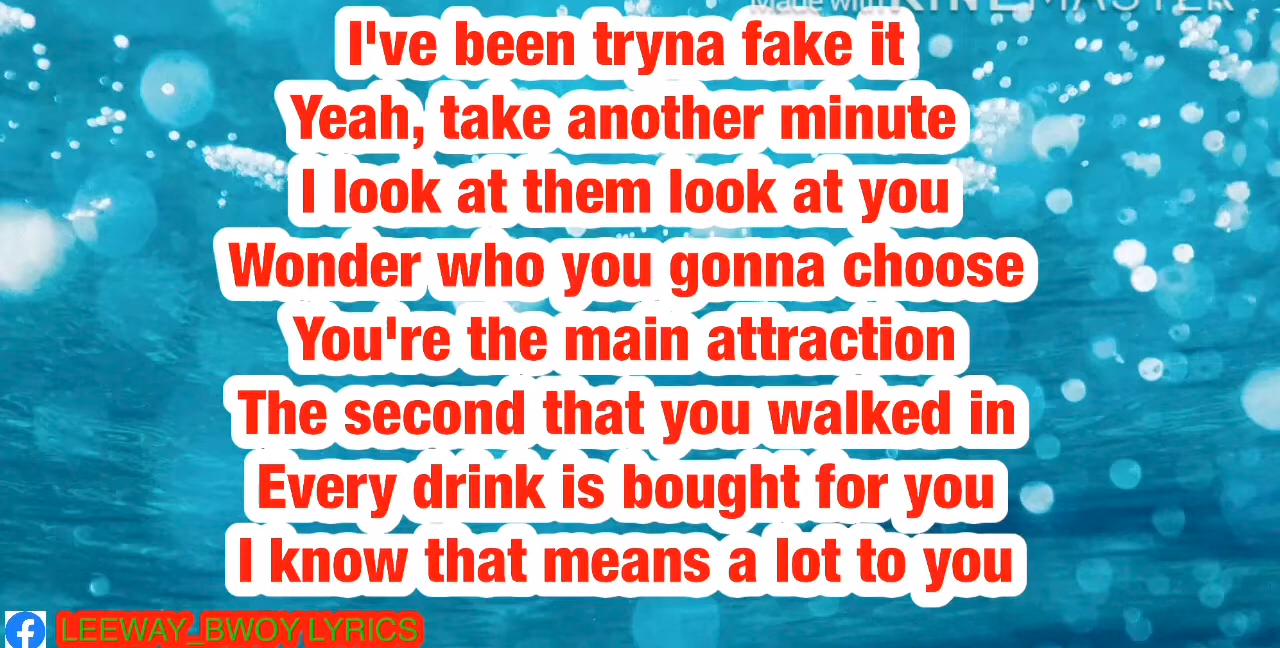 Made with KINEMASTER
I've been tryna fake it
Yeah, take another minute
I look at them look at you
Wonder who you gonna choose
You're the main attraction
The second that you walked in
Every drink is bought for you
I know that means a lot to you
LEEWAY_BWOY LYRICS